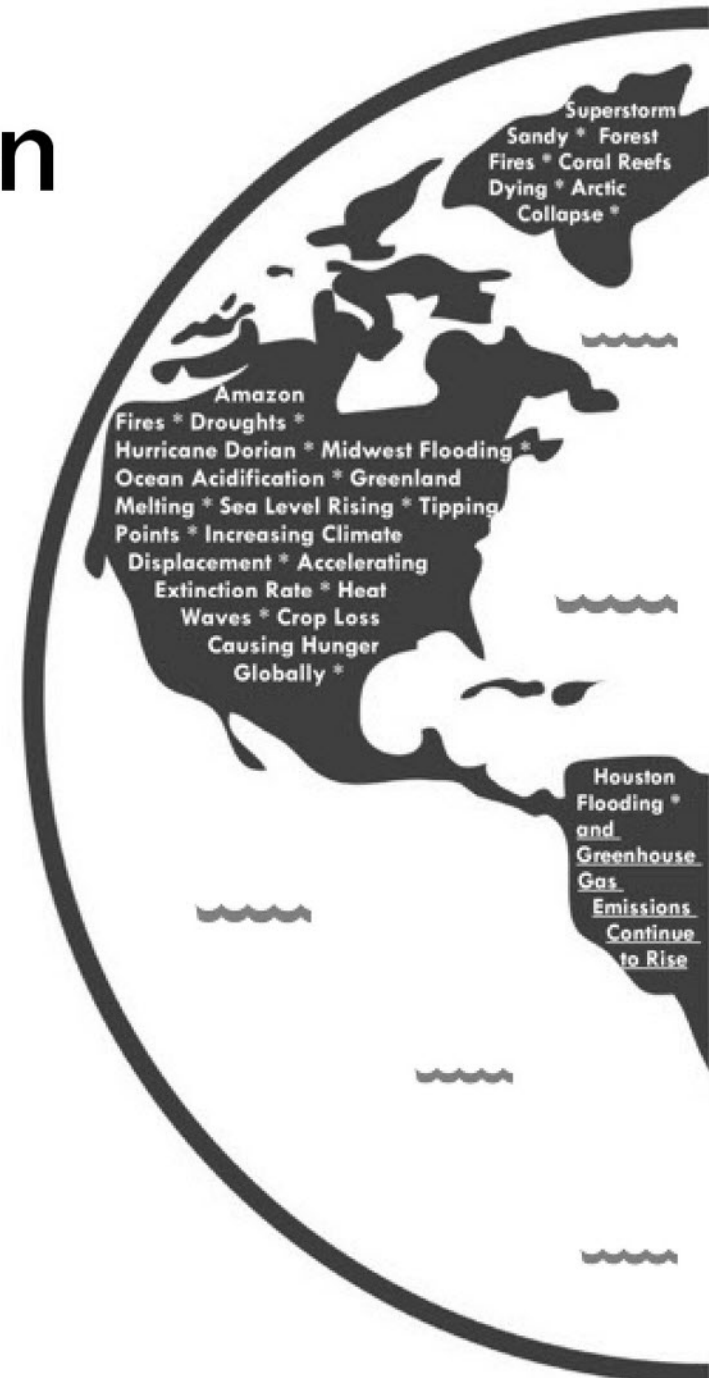 n
Superstorm
Sandy * Forest
Fires * Coral Reefs
Dying * Arctic
Collapse *
Amazon
Fires * Droughts *
Hurricane Dorian * Midwest Flooding *
Ocean Acidification * Greenland
Melting * Sea Level Rising * Tipping
Points * Increasing Climate
Displacement * Accelerating
Extinction Rate * Heat
Waves * Crop Loss
Causing Hunger
Globally *
Houston
Flooding *
and
Greenhouse
Gas
Emissions
Continue
to Rise